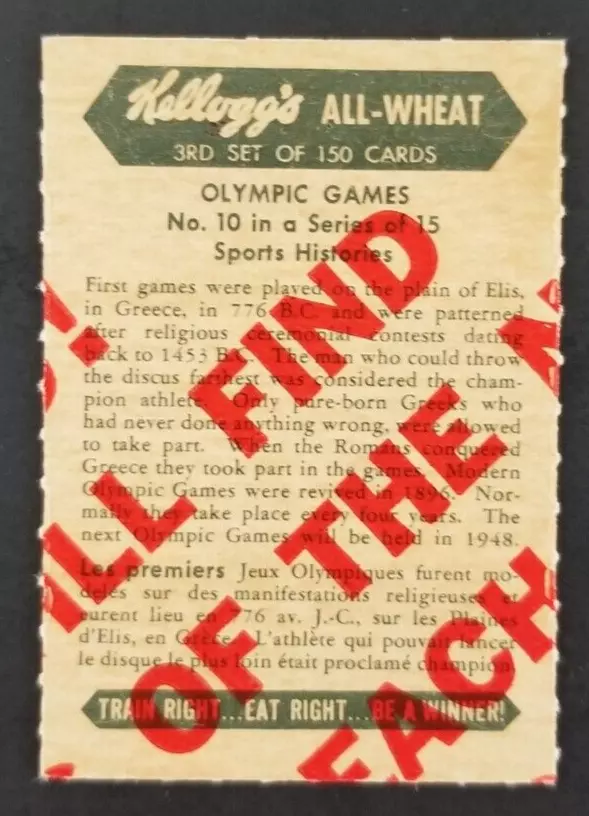 Kellogg's ALL-WHEAT
3RD SET OF 150 CARDS
OLYMPIC GAMES
No. 10 in a Series of 15
Sports Histories
First games were played on the plain of Elis,
in Greece, in 776 B.C. and were patterned
after religious ceremonial contests dating
back to 1453 B.C. The man who could throw
the discus farthest was considered the cham-
pion athlete. Only pure-born Greeks who
had never done anything wrong, were allowed
to take part. When the Romans conquered
Greece they took part in the games. Modern
Olympic Games were revived in 1896. Nor-
mally they take place every four years. The
next Olympic Games will be held in 1948.
Les premiers Jeux Olympiques furent mo-
delés sur des manifestations religieuses et
eurent lieu en 776 av. J.-C., sur les Plaines
d'Elis, en Grèce. L'athlète qui pouvait lancer
le disque le plus loin était proclamé champion.
TRAIN RIGHT...EAT RIGHT...BE A WINNER!
FIND
OF THE
EACH